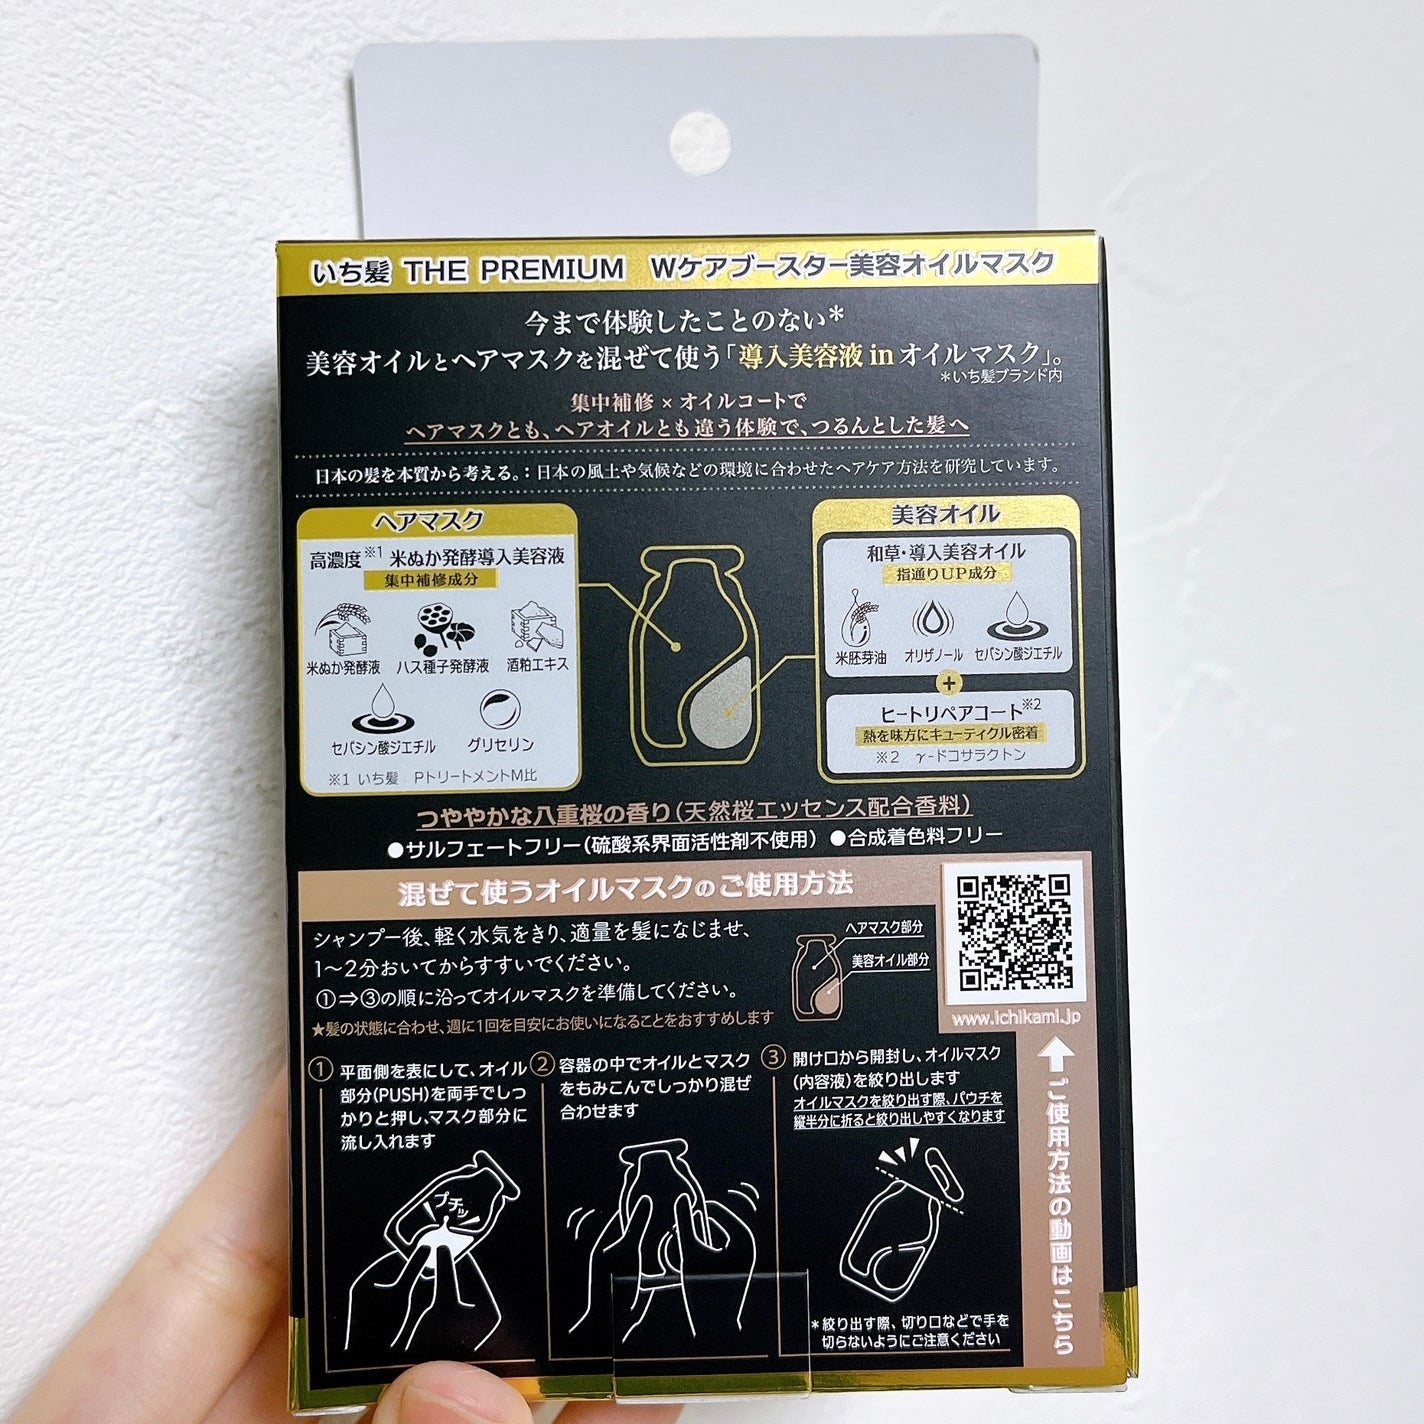 いち髪 THE PREMIUM Wケアブースター美容オイルマスク
今まで体験したことのない*
美容オイルとヘアマスクを混ぜて使う「導入美容液 in オイルマスク」。
*いち髪ブランド内
集中補修×オイルコートで
ヘアマスクとも、ヘアオイルとも違う体験で、つるんとした髪へ
日本の髪を本質から考える。:日本の風土や気候などの環境に合わせたヘアケア方法を研究しています。
ヘアマスク
高濃度※1 米ぬか発酵導入美容液
集中補修成分
米ぬか発酵液 ハス種子発酵液 酒粕エキス
セバシン酸ジエチル グリセリン
※1 いち髪 PトリートメントM比
美容オイル
和草・導入美容オイル
指通りUP成分
米胚芽油 オリザノール セバシン酸ジエチル
+
ヒートリペアコート※2
熱を味方にキューティクル密着
※2 γ-ドコサラクトン
つややかな八重桜の香り(天然桜エッセンス配合香料)
●サルフェートフリー(硫酸系界面活性剤不使用) ●合成着色料フリー
混ぜて使うオイルマスクのご使用方法
シャンプー後、軽く水気をきり、適量を髪になじませ、
1〜2分おいてからすすいでください。
①⇒③の順に沿ってオイルマスクを準備してください。
★髪の状態に合わせ、週に1回を目安にお使いになることをおすすめします
ヘアマスク部分
美容オイル部分
www.ichikami.jp
ご使用方法の動画はこちら
① 平面側を表にして、オイル
部分(PUSH)を両手でしっ
かりと押し、マスク部分に
流し入れます
プチッ
② 容器の中でオイルとマスク
をもみこんでしっかり混ぜ
合わせます
③ 開け口から開封し、オイルマスク
(内容液)を絞り出します
オイルマスクを絞り出す際、パウチを
縦半分に折ると絞り出しやすくなります
*絞り出す際、切り口などで手を
切らないようにご注意ください